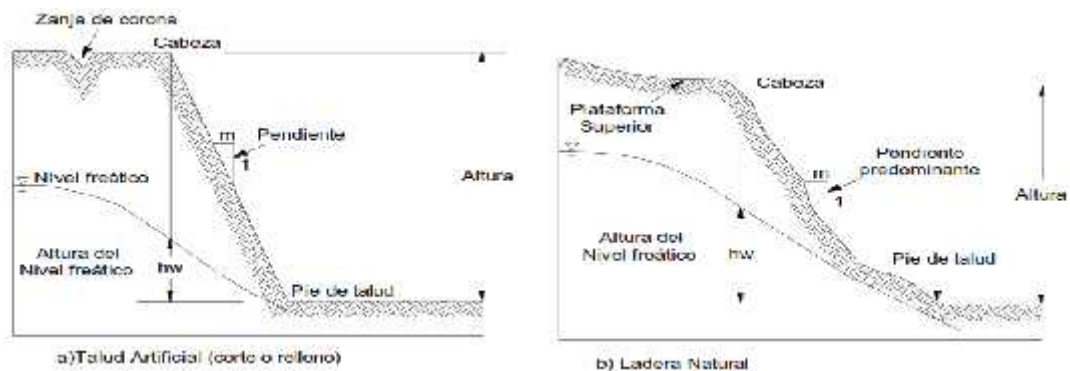 Zanja de corona
Cabeza
m
Pendiente
1
Nivel freático
Altura
Altura del
Nivel freático
hw
Pie de talud
a)Talud Artificial (corte o relleno)
Cabeza
Plataforma
Superior
m
Pendiente
predominante
1
Altura
Altura del
Nivel freático
hw
Pie de talud
b) Ladera Natural